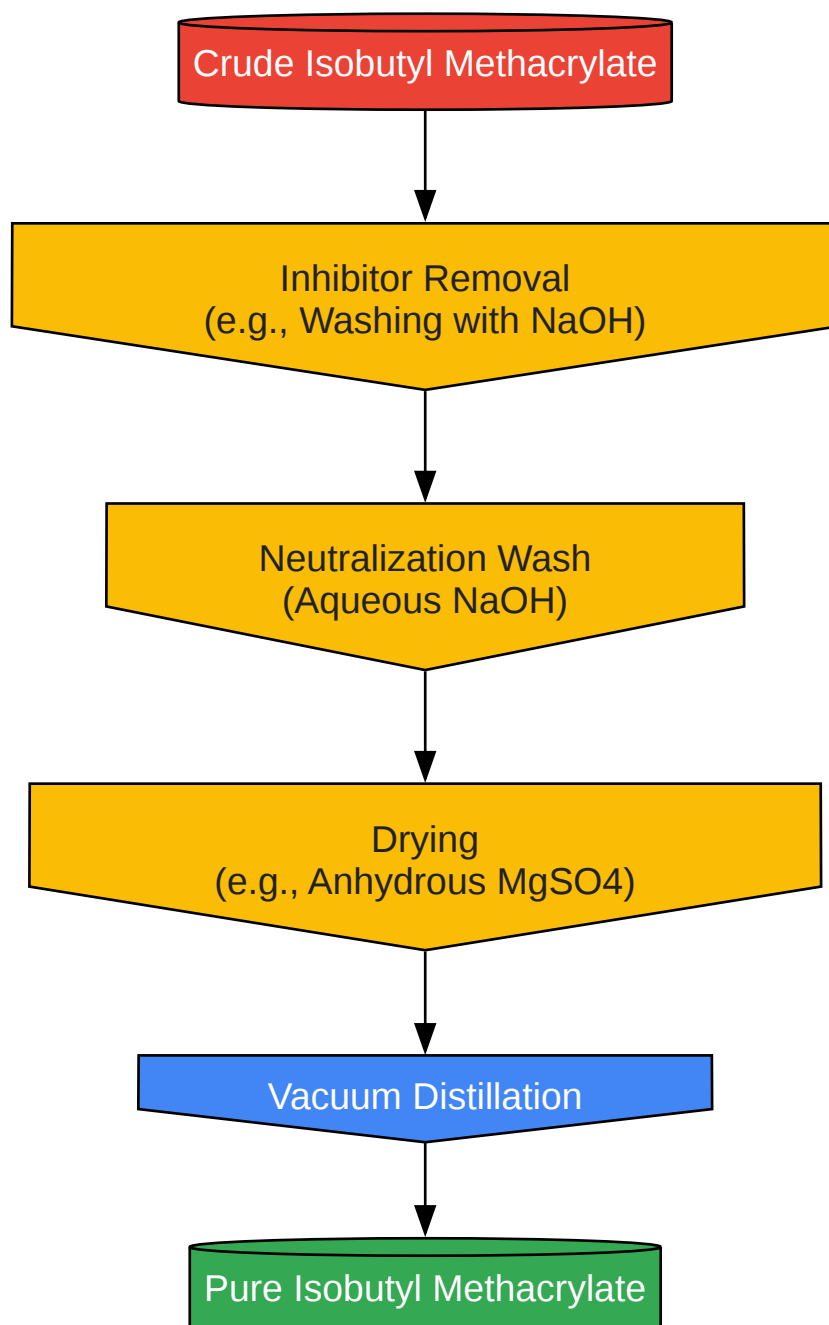 Crude Isobutyl Methacrylate
Inhibitor Removal
(e.g., Washing with NaOH)
Neutralization Wash
(Aqueous NaOH)
Drying
(e.g., Anhydrous MgSO4)
Vacuum Distillation
Pure Isobutyl Methacrylate